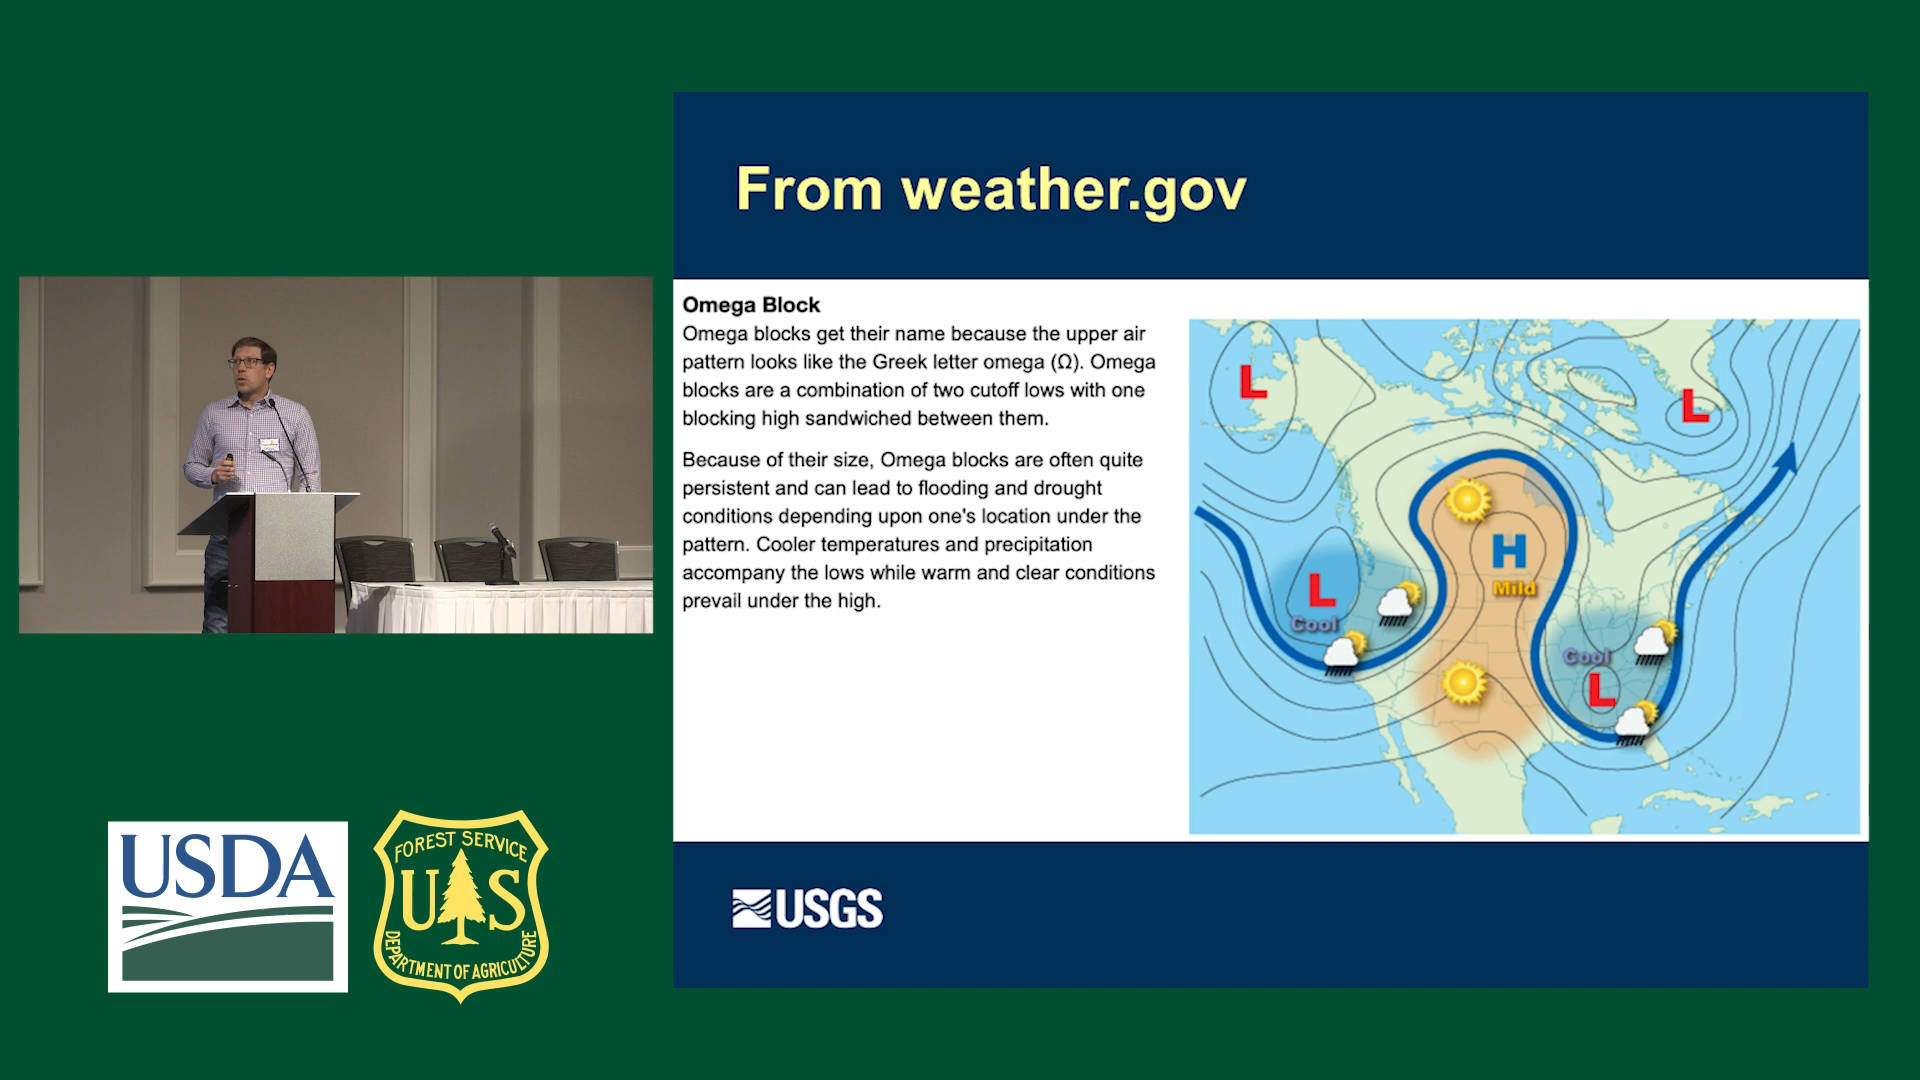 From weather.gov
Omega Block
Omega blocks get their name because the upper air
pattern looks like the Greek letter omega (Ω). Omega
blocks are a combination of two cutoff lows with one
blocking high sandwiched between them.
Because of their size, Omega blocks are often quite
persistent and can lead to flooding and drought
conditions depending upon one's location under the
pattern. Cooler temperatures and precipitation
accompany the lows while warm and clear conditions
prevail under the high.
L
L
H
Mild
L
Cool
Cool
L
USDA
FOREST SERVICE
U S
DEPARTMENT OF AGRICULTURE
USGS